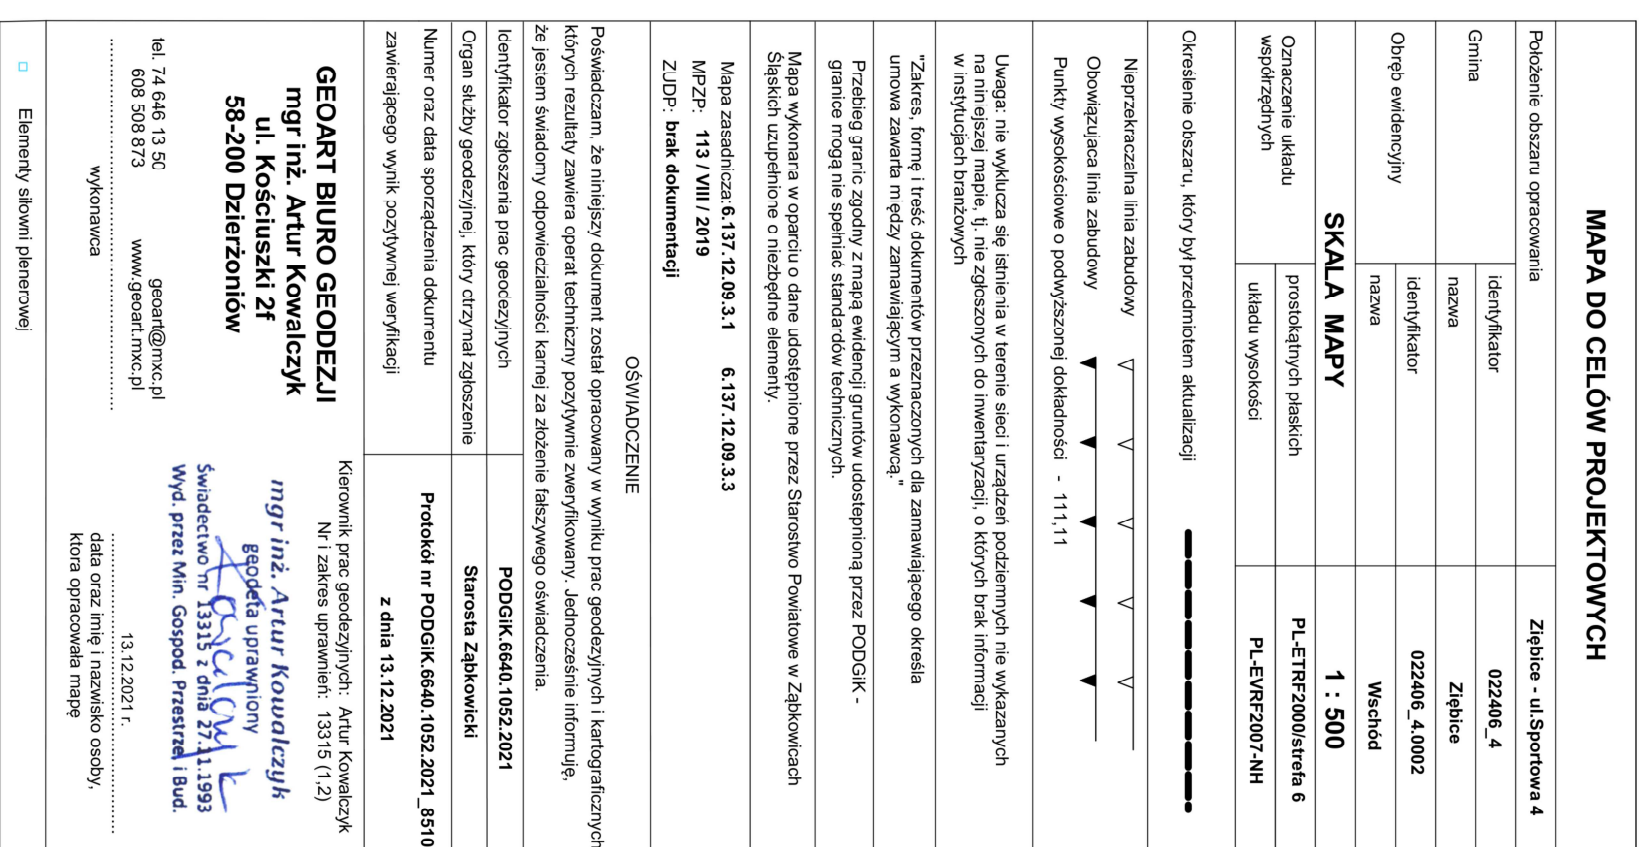 MAPA DO CELÓW PROJEKTOWYCH
Położenie obszaru opracowania
Ziębice - ul.Sportowa 4
Gmina
identyfikator
022406_4
nazwa
Ziębice
Obręb ewidencyjny
identyfikator
022406_4.0002
nazwa
Wschód
SKALA MAPY
1 : 500
Oznaczenie układu
współrzędnych
prostokątnych płaskich
PL-ETRF2000/strefa 6
układu wysokości
PL-EVRF2007-NH
Określenie obszaru, który był przedmiotem aktualizacji
Nieprzekraczalna linia zabudowy
Obowiązujaca linia zabudowy
Punkty wysokościowe o podwyższonej dokładności - 111,11
Uwaga: nie wyklucza się istnienia w terenie sieci i urządzeń podziemnych nie wykazanych
na niniejszej mapie, tj. nie zgłoszonych do inwentaryzacji, o których brak informacji
w instytucjach branżowych
"Zakres, formę i treść dokumentów przeznaczonych dla zamawiającego określa
umowa zawarta między zamawiającym a wykonawcą."
Przebieg granic zgodny z mapą ewidencji gruntów udostępnioną przez PODGiK -
granice mogą nie spełniać standardów technicznych.
Mapa wykonana w oparciu o dane udostępnione przez Starostwo Powiatowe w Ząbkowicach
Śląskich uzupełnione o niezbędne elementy.
Mapa zasadnicza: 6.137.12.09.3.1 6.137.12.09.3.3
MPZP: 113 / VIII / 2019
ZUDP: brak dokumentacji
OŚWIADCZENIE
Poświadczam, że niniejszy dokument został opracowany w wyniku prac geodezyjnych i kartograficznych
których rezultaty zawiera operat techniczny pozytywnie zweryfikowany. Jednocześnie informuję,
że jestem świadomy odpowiedzialności karnej za złożenie fałszywego oświadczenia.
Identyfikator zgłoszenia prac geodezyjnych
PODGiK.6640.1052.2021
Organ służby geodezyjnej, który otrzymał zgłoszenie
Starosta Ząbkowicki
Numer oraz data sporządzenia dokumentu
zawierającego wynik pozytywnej weryfikacji
Protokół nr PODGiK.6640.1052.2021_8510
z dnia 13.12.2021
GEOART BIURO GEODEZJI
mgr inż. Artur Kowalczyk
ul. Kościuszki 2f
58-200 Dzierżoniów
tel. 74 646 13 50 geoart@mxc.pl
608 508 873 www.geoart.mxc.pl
wykonawca
Kierownik prac geodezyjnych: Artur Kowalczyk
Nr i zakres uprawnień: 13315 (1,2)
mgr inż. Artur Kowalczyk
geodeta uprawniony
Świadectwo nr 13315 z dnia 27.11.1993
Wyd. przez Min. Gospod. Przestrzel i Bud.
13.12.2021 r.
data oraz imię i nazwisko osoby,
ktora opracowała mapę
Elementy siłowni plenerowej